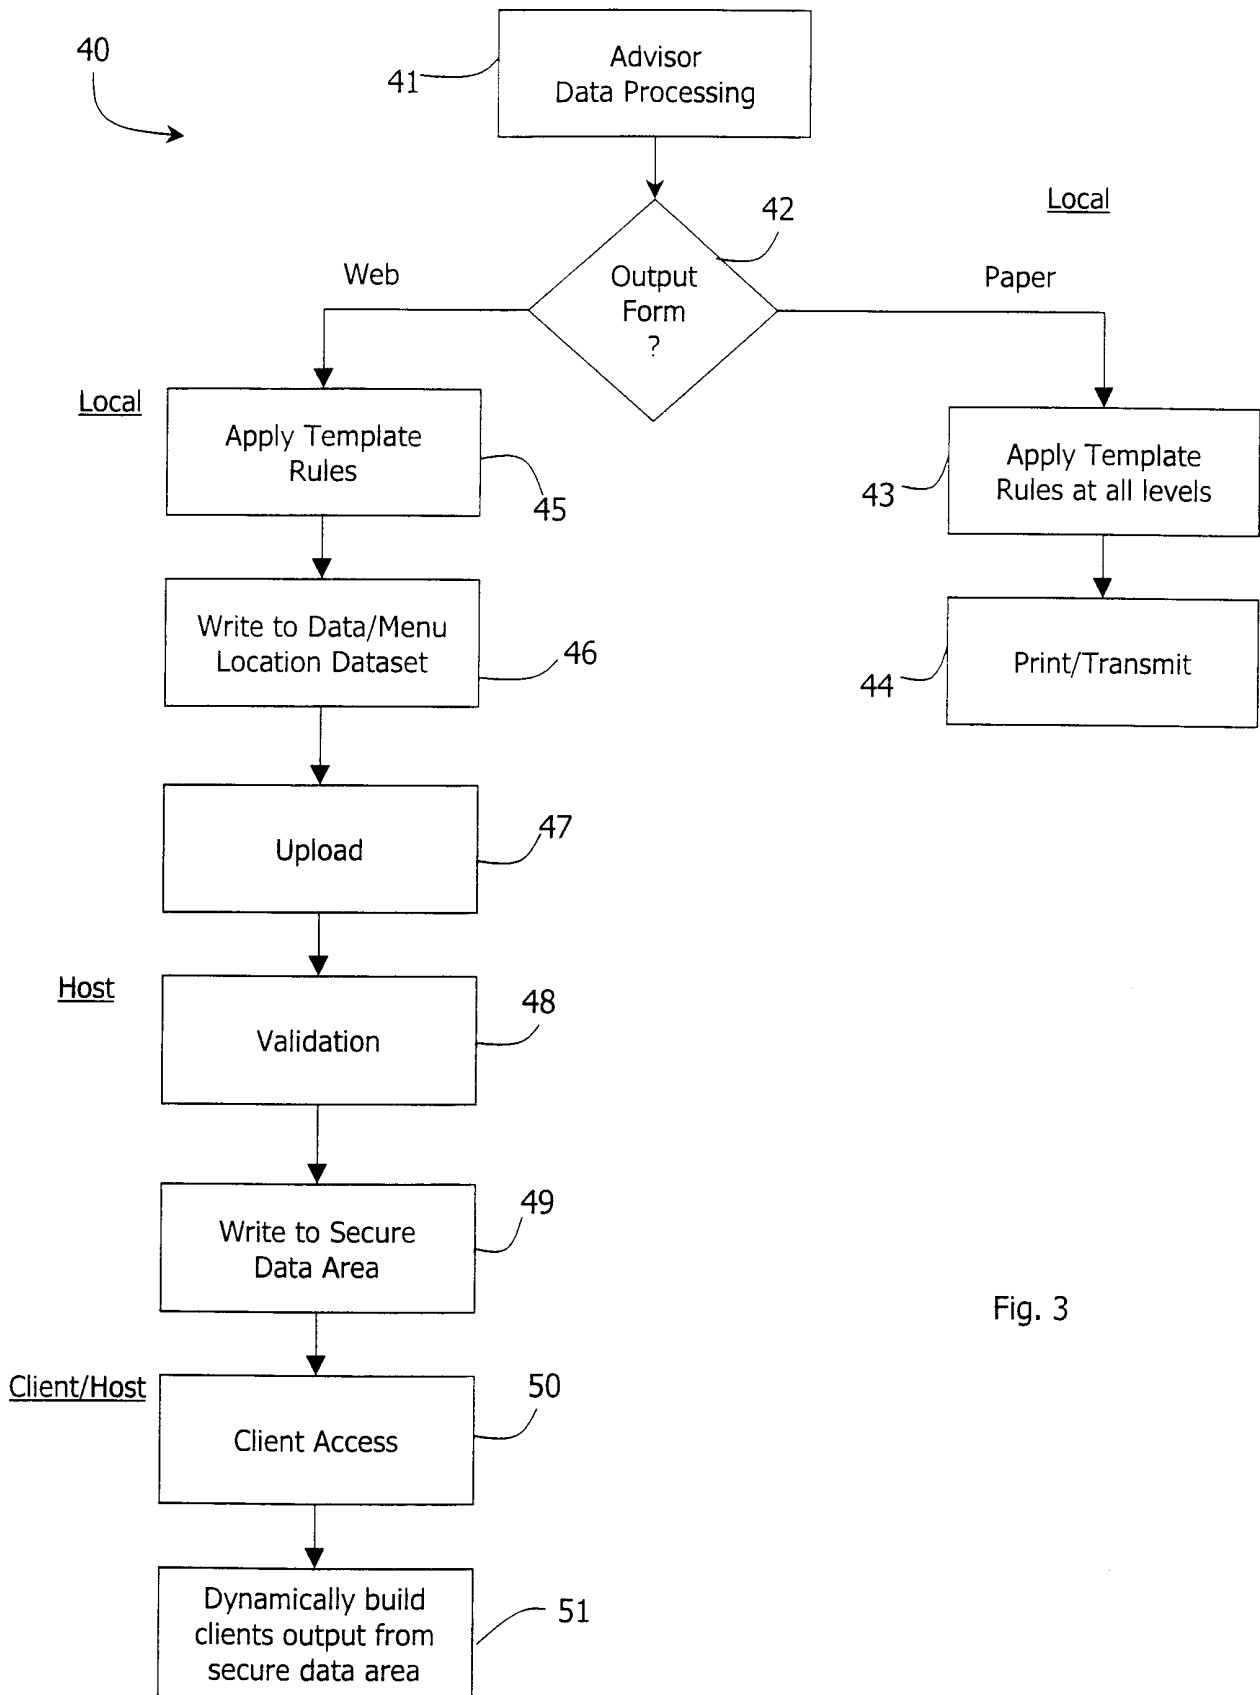 40
41
Advisor
Data Processing
42
Local
Web
Output
Form
?
Paper
Local
Apply Template
Rules
45
43
Apply Template
Rules at all levels
Write to Data/Menu
Location Dataset
46
44
Print/Transmit
Upload
47
Host
Validation
48
Write to Secure
Data Area
49
Fig. 3
Client/Host
Client Access
50
Dynamically build
clients output from
secure data area
51